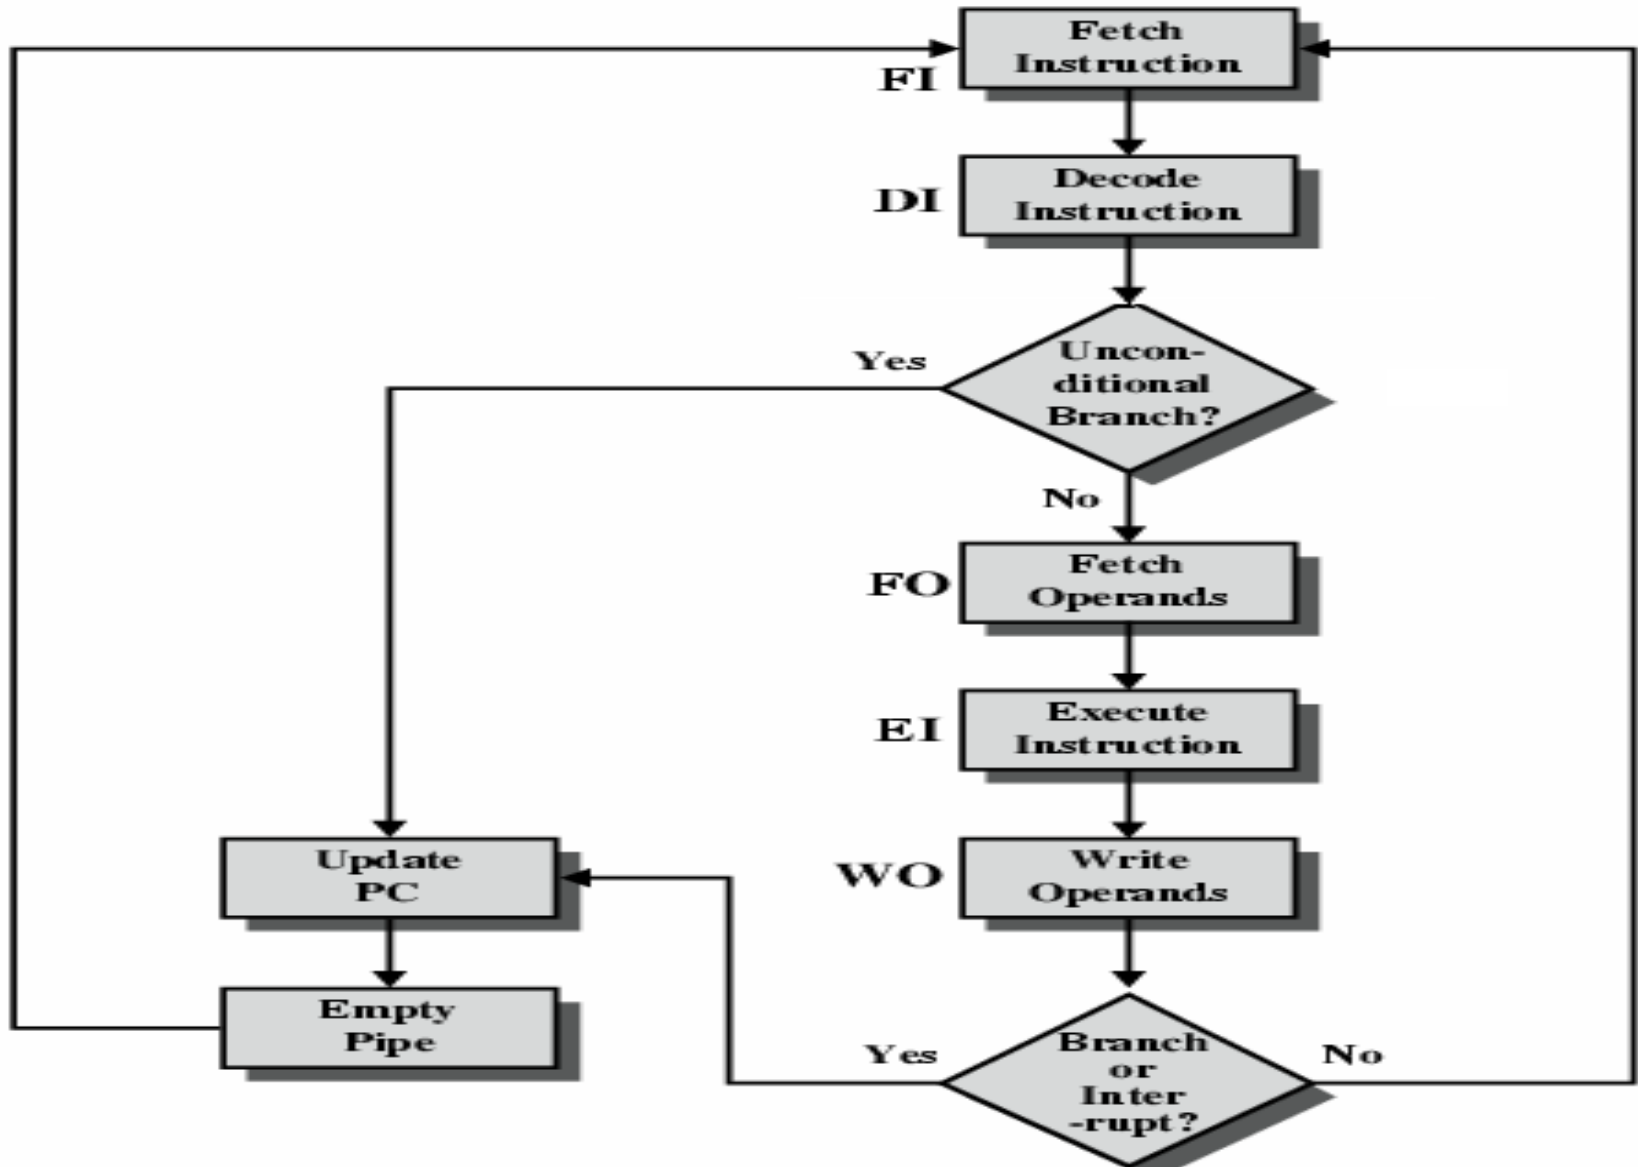 Fetch
Instruction
FI
Decode
Instruction
DI
Uncon-
ditional
Branch?
Yes
No
Fetch
Operands
FO
Execute
Instruction
EI
Write
Operands
WO
Update
PC
Empty
Pipe
Branch
or
Inter
-rupt?
Yes
No